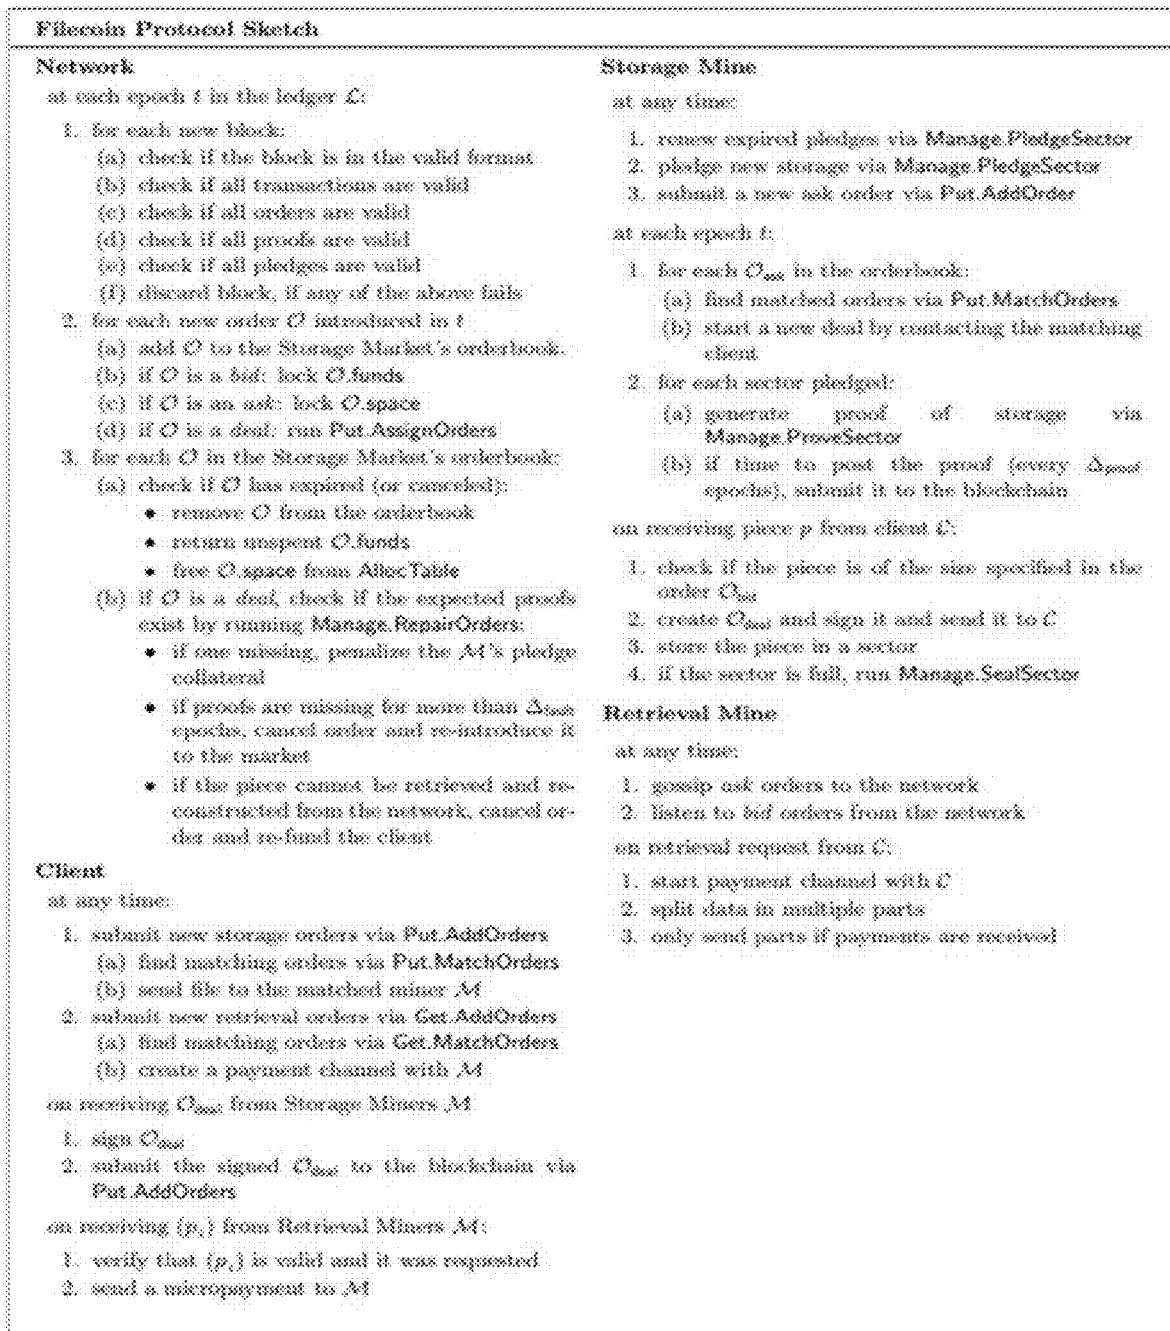 Filecoin Protocol Sketch
Network
at each epoch t in the ledger L:
1. for each new block:
(a) check if the block is in the valid format
(b) check if all transactions are valid
(c) check if all orders are valid
(d) check if all proofs are valid
(e) check if all pledges are valid
(f) discard block, if any of the above fails
2. for each new order O introduced in t
(a) add O to the Storage Market's orderbook.
(b) if O is a bid: lock O.funds
(c) if O is an ask: lock O.space
(d) if O is a deal: run Put.AssignOrders
3. for each O in the Storage Market's orderbook:
(a) check if O has expired (or canceled):
• remove O from the orderbook
• return unspent O.funds
• free O.space from AllocTable
(b) if O is a deal, check if the expected proofs
exist by running Manage.RepairOrders:
• if one missing, penalize the M's pledge
collateral
• if proofs are missing for more than Δfault
epochs, cancel order and re-introduce it
to the market
• if the piece cannot be retrieved and re-
constructed from the network, cancel or-
der and re-fund the client
Client
at any time:
1. submit new storage orders via Put.AddOrders
(a) find matching orders via Put.MatchOrders
(b) send file to the matched miner M
2. submit new retrieval orders via Get.AddOrders
(a) find matching orders via Get.MatchOrders
(b) create a payment channel with M
on receiving Odeal from Storage Miners M
1. sign Odeal
2. submit the signed Odeal to the blockchain via
Put.AddOrders
on receiving (pi) from Retrieval Miners M:
1. verify that (pi) is valid and it was requested
2. send a micropayment to M
Storage Mine
at any time:
1. renew expired pledges via Manage.PledgeSector
2. pledge new storage via Manage.PledgeSector
3. submit a new ask order via Put.AddOrder
at each epoch t:
1. for each Oask in the orderbook:
(a) find matched orders via Put.MatchOrders
(b) start a new deal by contacting the matching
client
2. for each sector pledged:
(a) generate proof of storage via
Manage.ProveSector
(b) if time to post the proof (every Δproof
epochs), submit it to the blockchain
on receiving piece p from client C:
1. check if the piece is of the size specified in the
order Obid
2. create Odeal and sign it and send it to C
3. store the piece in a sector
4. if the sector is full, run Manage.SealSector
Retrieval Mine
at any time:
1. gossip ask orders to the network
2. listen to bid orders from the network
on retrieval request from C:
1. start payment channel with C
2. split data in multiple parts
3. only send parts if payments are received